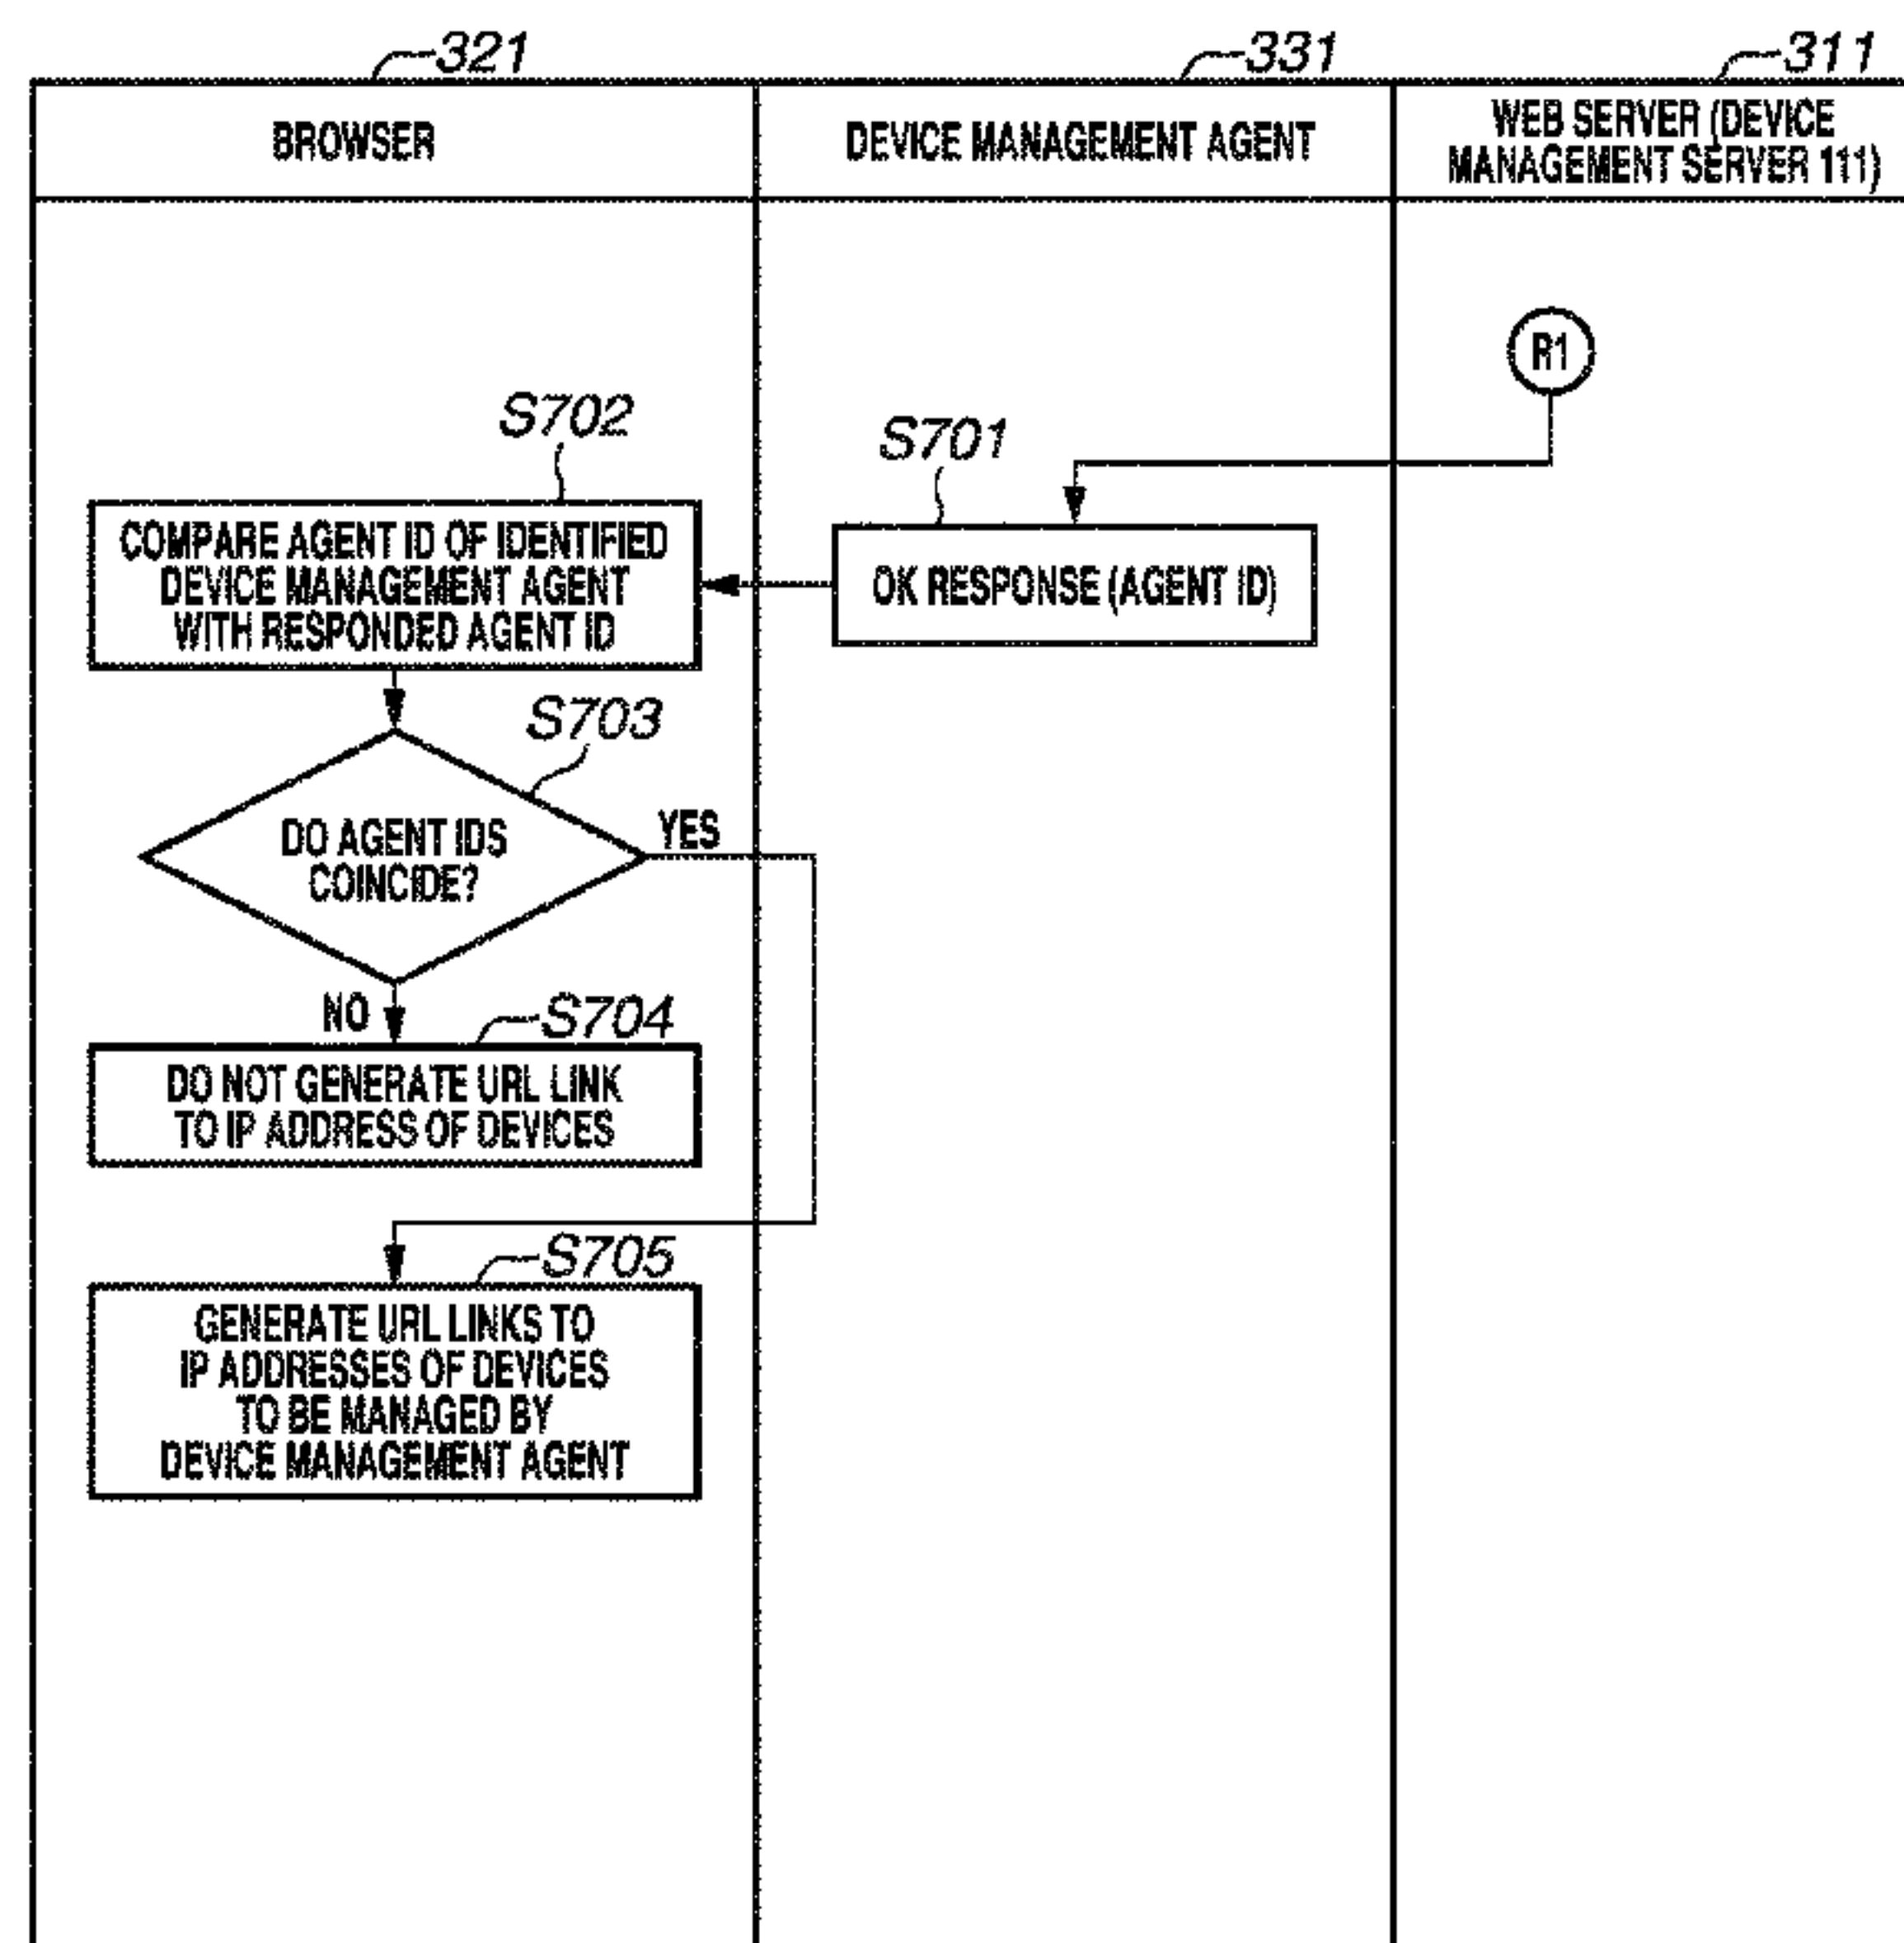 321
331
311
BROWSER
DEVICE MANAGEMENT AGENT
WEB SERVER (DEVICE
MANAGEMENT SERVER 111)
R1
S702
S701
COMPARE AGENT ID OF IDENTIFIED
DEVICE MANAGEMENT AGENT
WITH RESPONDED AGENT ID
OK RESPONSE (AGENT ID)
S703
DO AGENT IDS
COINCIDE?
YES
NO
S704
DO NOT GENERATE URL LINK
TO IP ADDRESS OF DEVICES
S705
GENERATE URL LINKS TO
IP ADDRESSES OF DEVICES
TO BE MANAGED BY
DEVICE MANAGEMENT AGENT